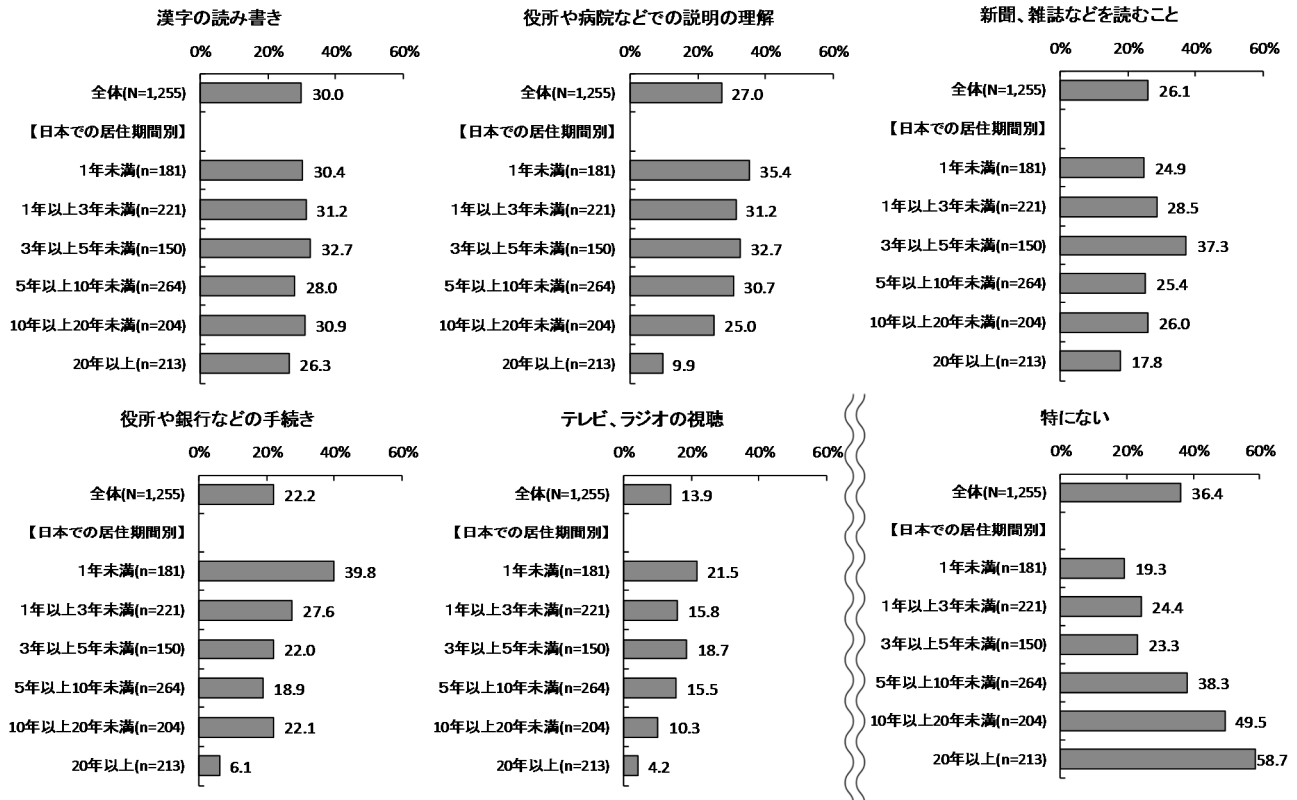 漢字の読み書き
0% 20% 40% 60%
全体(N=1,255) 30.0
【日本での居住期間別】
1年未満(n=181) 30.4
1年以上3年未満(n=221) 31.2
3年以上5年未満(n=150) 32.7
5年以上10年未満(n=264) 28.0
10年以上20年未満(n=204) 30.9
20年以上(n=213) 26.3
役所や病院などでの説明の理解
0% 20% 40% 60%
全体(N=1,255) 27.0
【日本での居住期間別】
1年未満(n=181) 35.4
1年以上3年未満(n=221) 31.2
3年以上5年未満(n=150) 32.7
5年以上10年未満(n=264) 30.7
10年以上20年未満(n=204) 25.0
20年以上(n=213) 9.9
新聞、雑誌などを読むこと
0% 20% 40% 60%
全体(N=1,255) 26.1
【日本での居住期間別】
1年未満(n=181) 24.9
1年以上3年未満(n=221) 28.5
3年以上5年未満(n=150) 37.3
5年以上10年未満(n=264) 25.4
10年以上20年未満(n=204) 26.0
20年以上(n=213) 17.8
役所や銀行などの手続き
0% 20% 40% 60%
全体(N=1,255) 22.2
【日本での居住期間別】
1年未満(n=181) 39.8
1年以上3年未満(n=221) 27.6
3年以上5年未満(n=150) 22.0
5年以上10年未満(n=264) 18.9
10年以上20年未満(n=204) 22.1
20年以上(n=213) 6.1
テレビ、ラジオの視聴
0% 20% 40% 60%
全体(N=1,255) 13.9
【日本での居住期間別】
1年未満(n=181) 21.5
1年以上3年未満(n=221) 15.8
3年以上5年未満(n=150) 18.7
5年以上10年未満(n=264) 15.5
10年以上20年未満(n=204) 10.3
20年以上(n=213) 4.2
特にない
0% 20% 40% 60%
全体(N=1,255) 36.4
【日本での居住期間別】
1年未満(n=181) 19.3
1年以上3年未満(n=221) 24.4
3年以上5年未満(n=150) 23.3
5年以上10年未満(n=264) 38.3
10年以上20年未満(n=204) 49.5
20年以上(n=213) 58.7